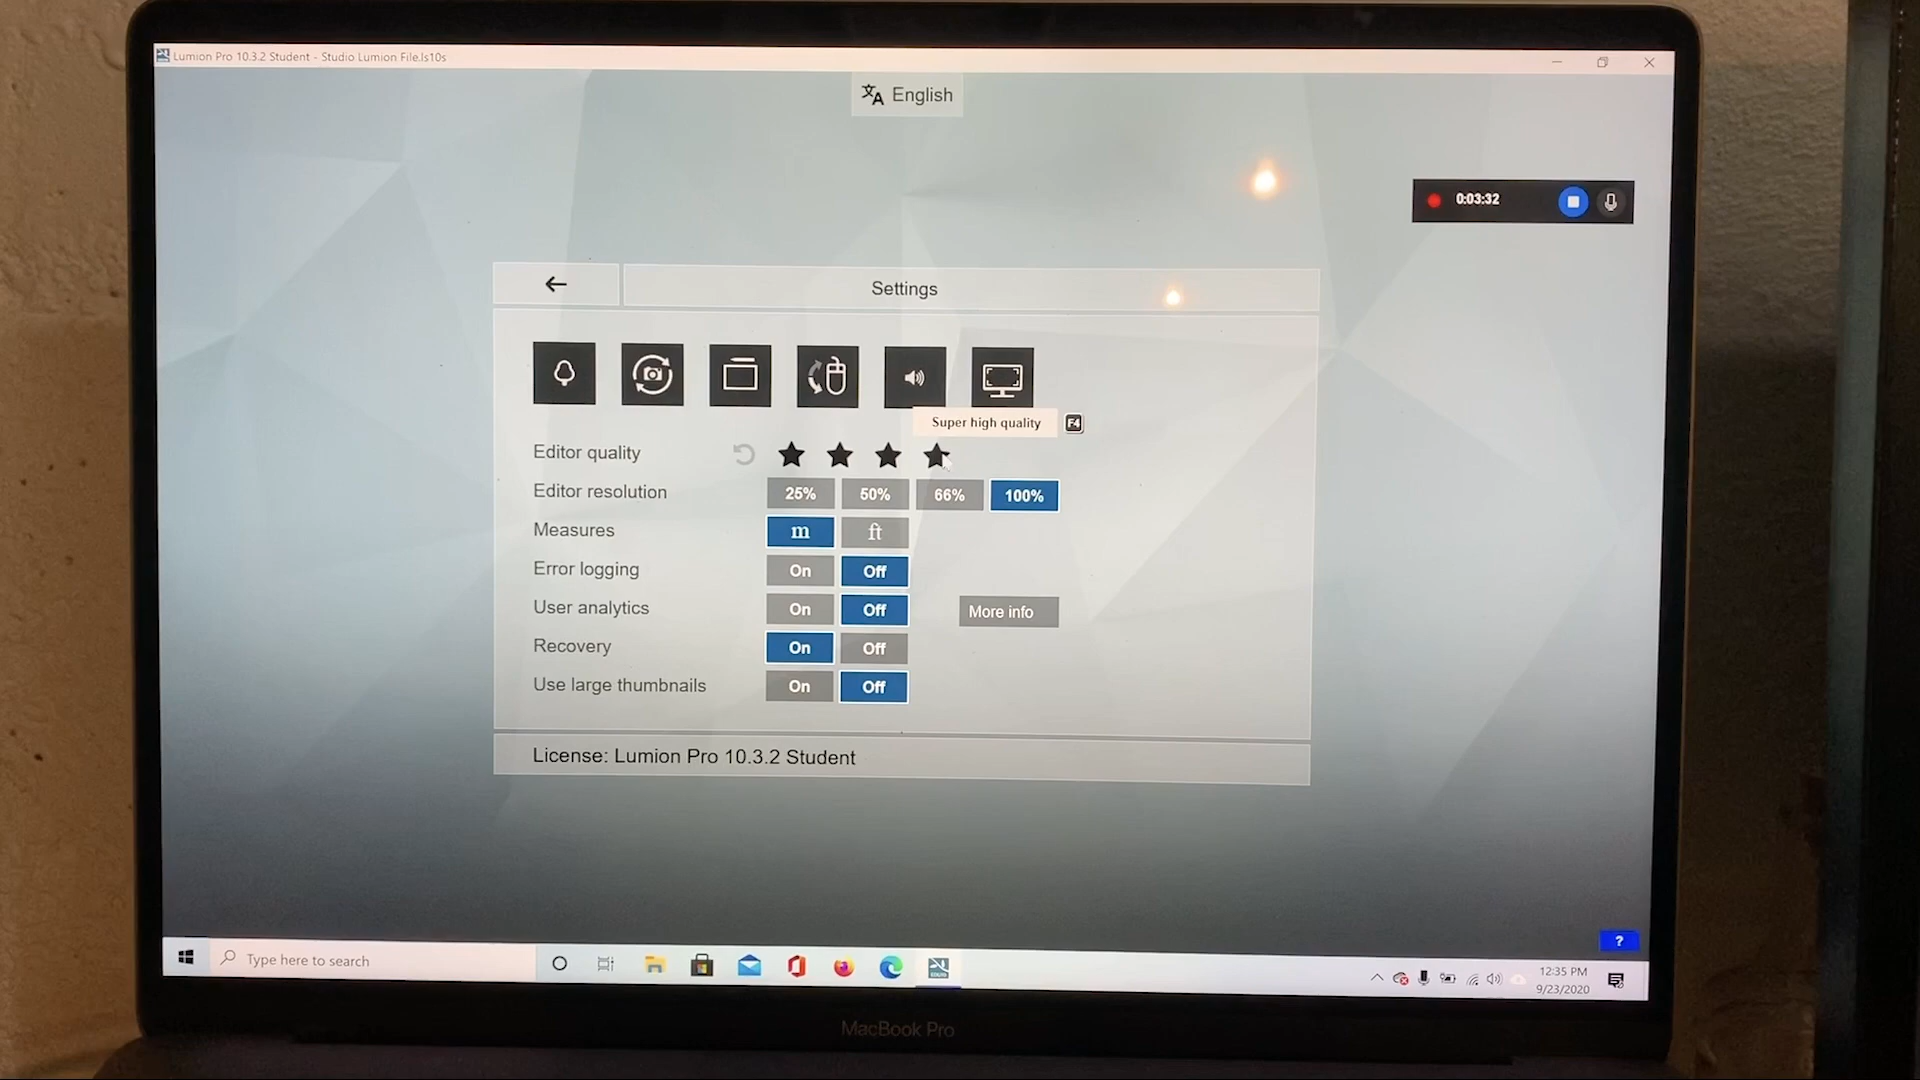 Lumion Pro 10.3.2 Student - Studio Lumion File.ls10s
English
0:03:32
Settings
Super high quality F4
Editor quality
Editor resolution 25% 50% 66% 100%
Measures m ft
Error logging On Off
User analytics On Off More info
Recovery On Off
Use large thumbnails On Off
License: Lumion Pro 10.3.2 Student
?
Type here to search
12:35 PM
9/23/2020
MacBook Pro